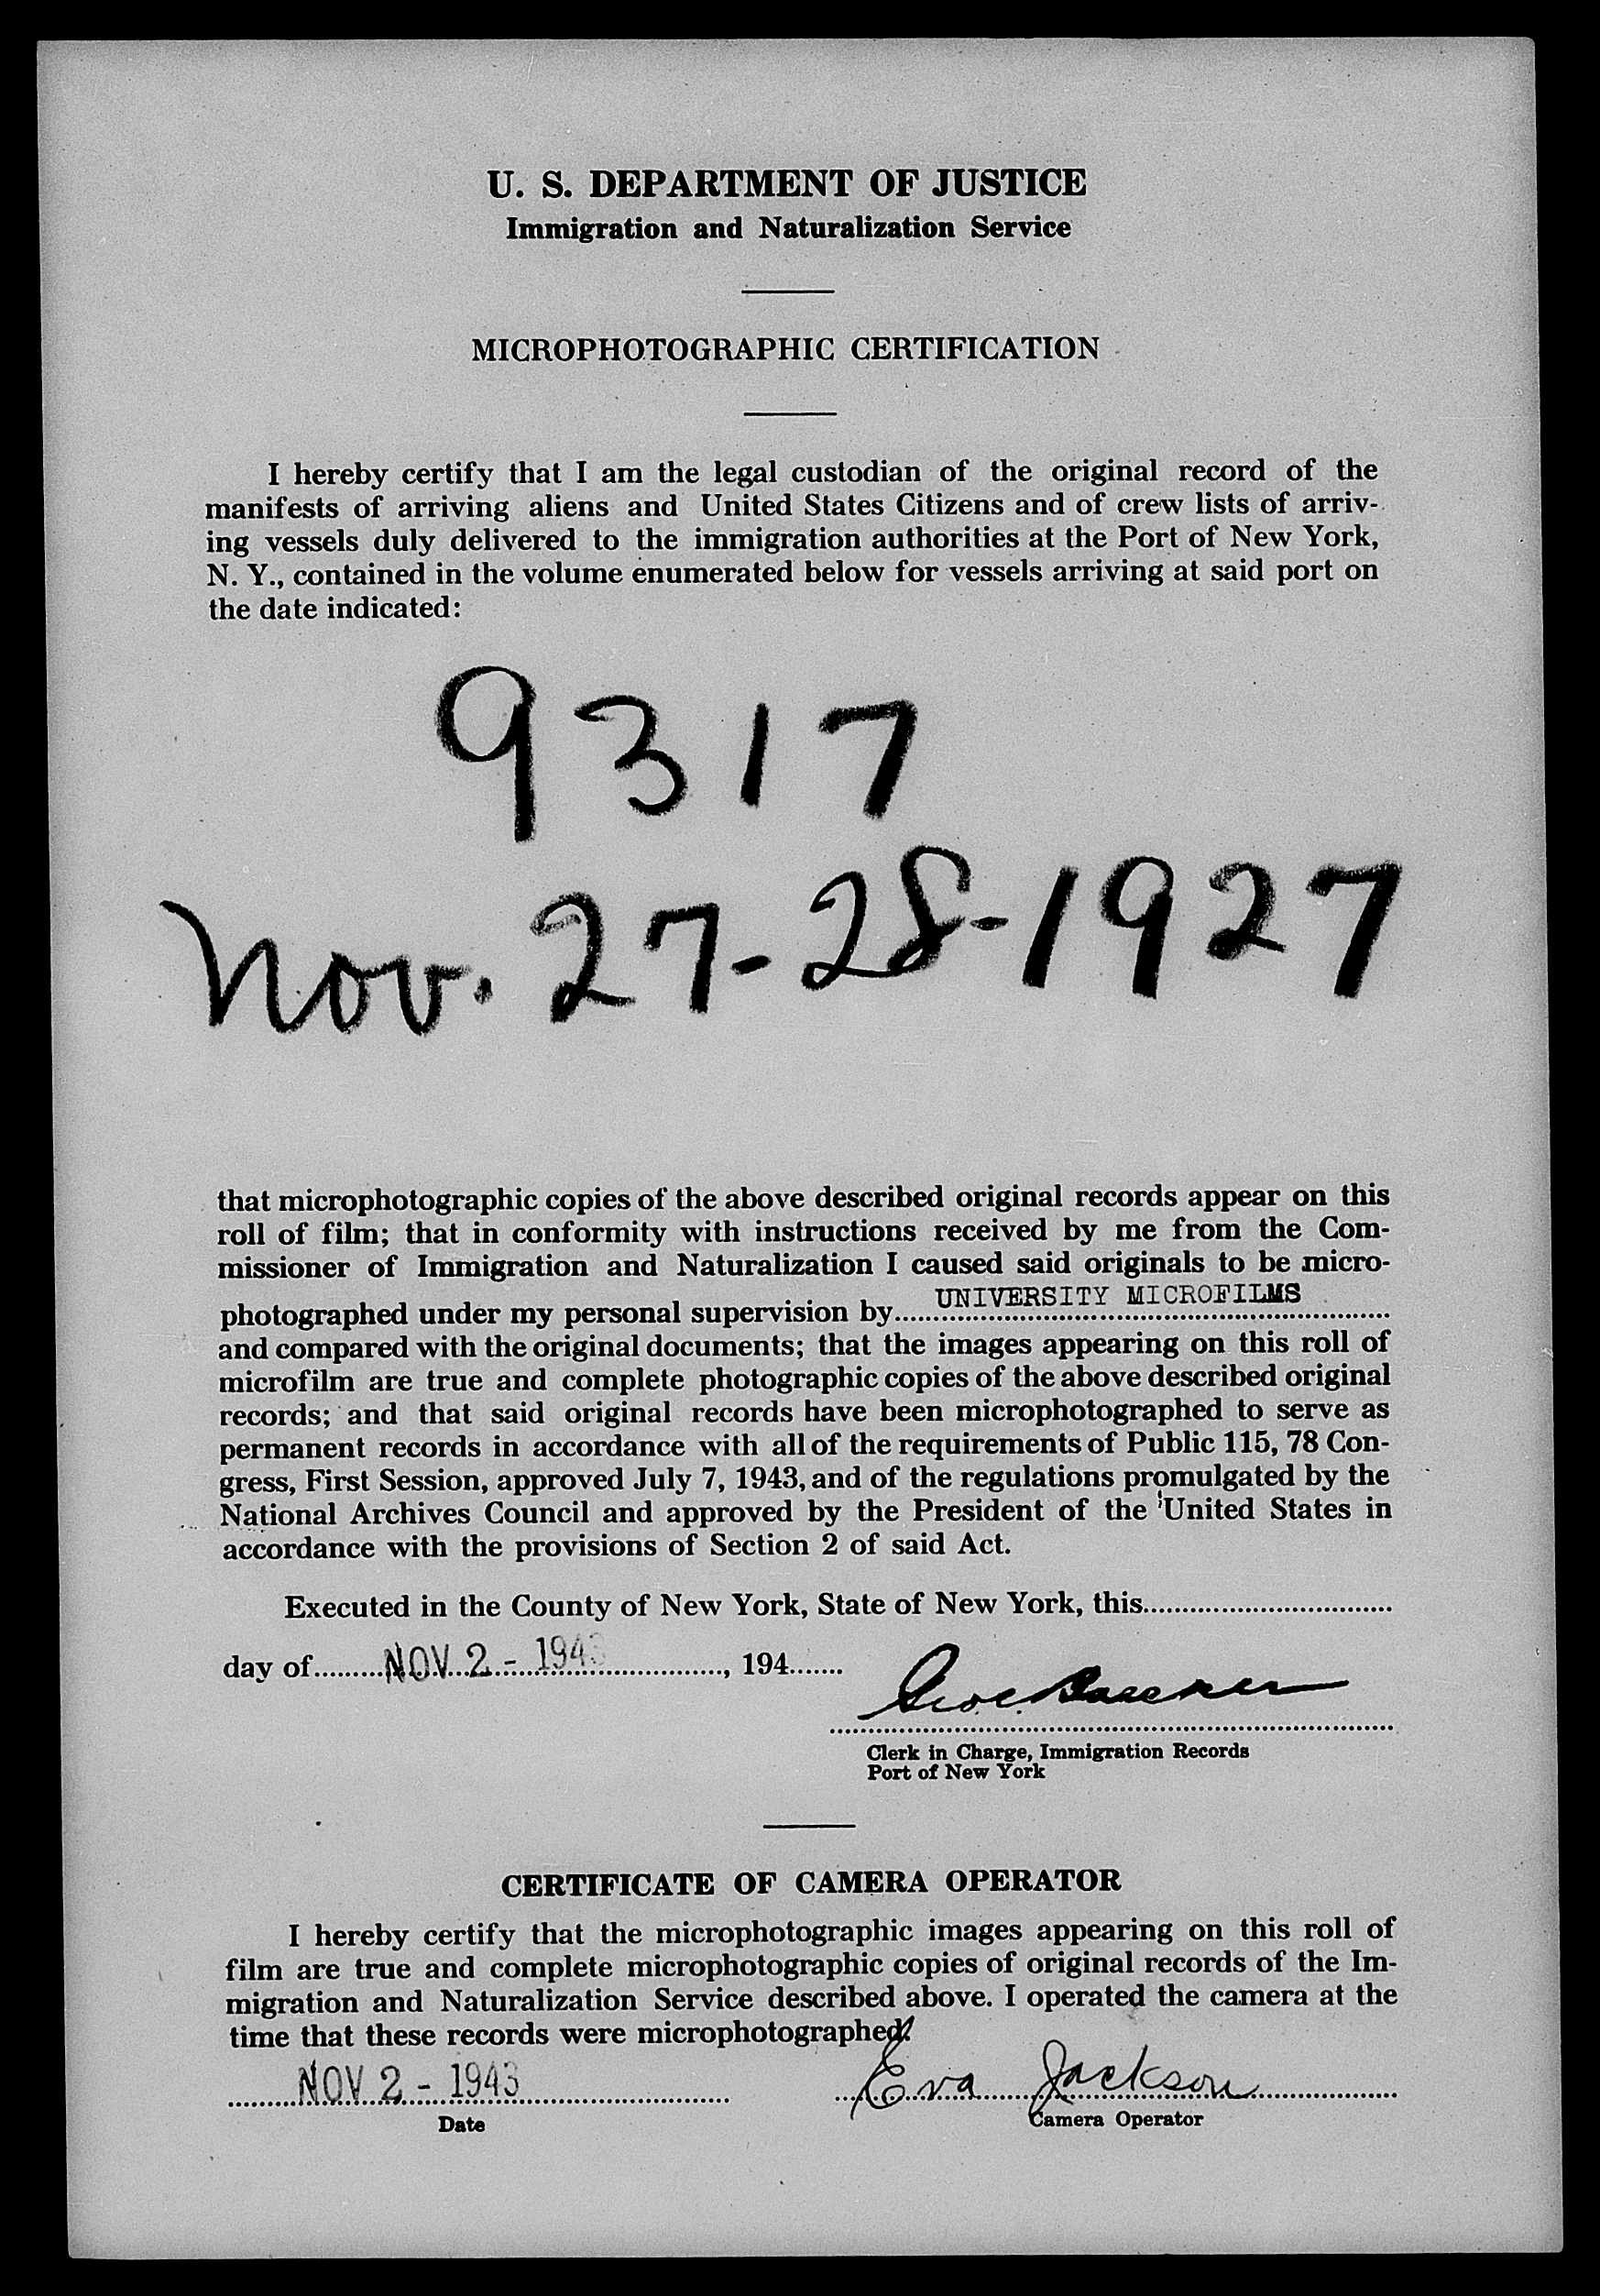 U. S. DEPARTMENT OF JUSTICE
Immigration and Naturalization Service
MICROPHOTOGRAPHIC CERTIFICATION
I hereby certify that I am the legal custodian of the original record of the
manifests of arriving aliens and United States Citizens and of crew lists of arriv-
ing vessels duly delivered to the immigration authorities at the Port of New York,
N. Y., contained in the volume enumerated below for vessels arriving at said port on
the date indicated:
9317
Nov. 27-28-1927
that microphotographic copies of the above described original records appear on this
roll of film; that in conformity with instructions received by me from the Com-
missioner of Immigration and Naturalization I caused said originals to be micro-
photographed under my personal supervision by UNIVERSITY MICROFILMS
and compared with the original documents; that the images appearing on this roll of
microfilm are true and complete photographic copies of the above described original
records; and that said original records have been microphotographed to serve as
permanent records in accordance with all of the requirements of Public 115, 78 Con-
gress, First Session, approved July 7, 1943, and of the regulations promulgated by the
National Archives Council and approved by the President of the United States in
accordance with the provisions of Section 2 of said Act.
Executed in the County of New York, State of New York, this
day of NOV 2 - 1943, 194
Clerk in Charge, Immigration Records
Port of New York
CERTIFICATE OF CAMERA OPERATOR
I hereby certify that the microphotographic images appearing on this roll of
film are true and complete microphotographic copies of original records of the Im-
migration and Naturalization Service described above. I operated the camera at the
time that these records were microphotographed.
NOV 2 - 1943 Eva Jackson
Date Camera Operator